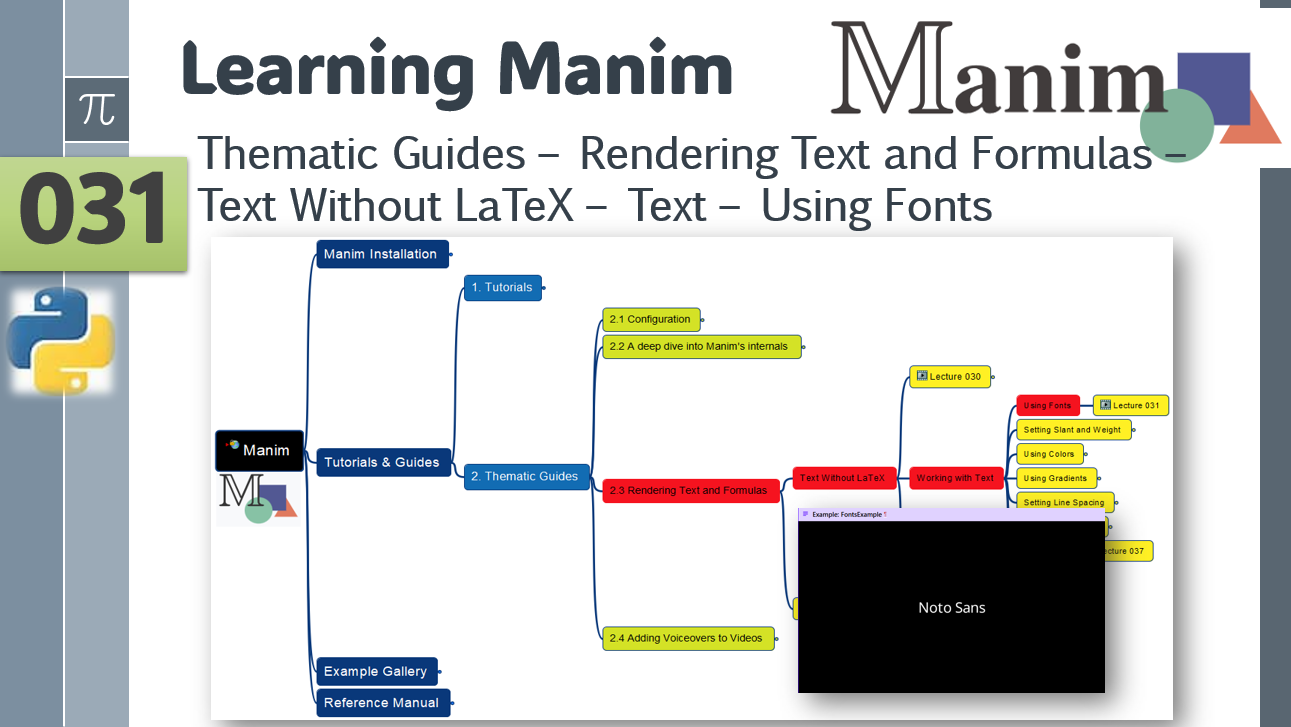 Learning Manim
Manim
π
Thematic Guides – Rendering Text and Formulas –
031
Text Without LaTeX – Text – Using Fonts
Manim Installation
1. Tutorials
2.1 Configuration
2.2 A deep dive into Manim's internals
Lecture 030
Using Fonts
Lecture 031
Setting Slant and Weight
Manim
Using Colors
Tutorials & Guides
2. Thematic Guides
Text Without LaTeX
Working with Text
Using Gradients
2.3 Rendering Text and Formulas
M
Setting Line Spacing
Example: FontsExample ¶
ecture 037
Noto Sans
2.4 Adding Voiceovers to Videos
Example Gallery
Reference Manual